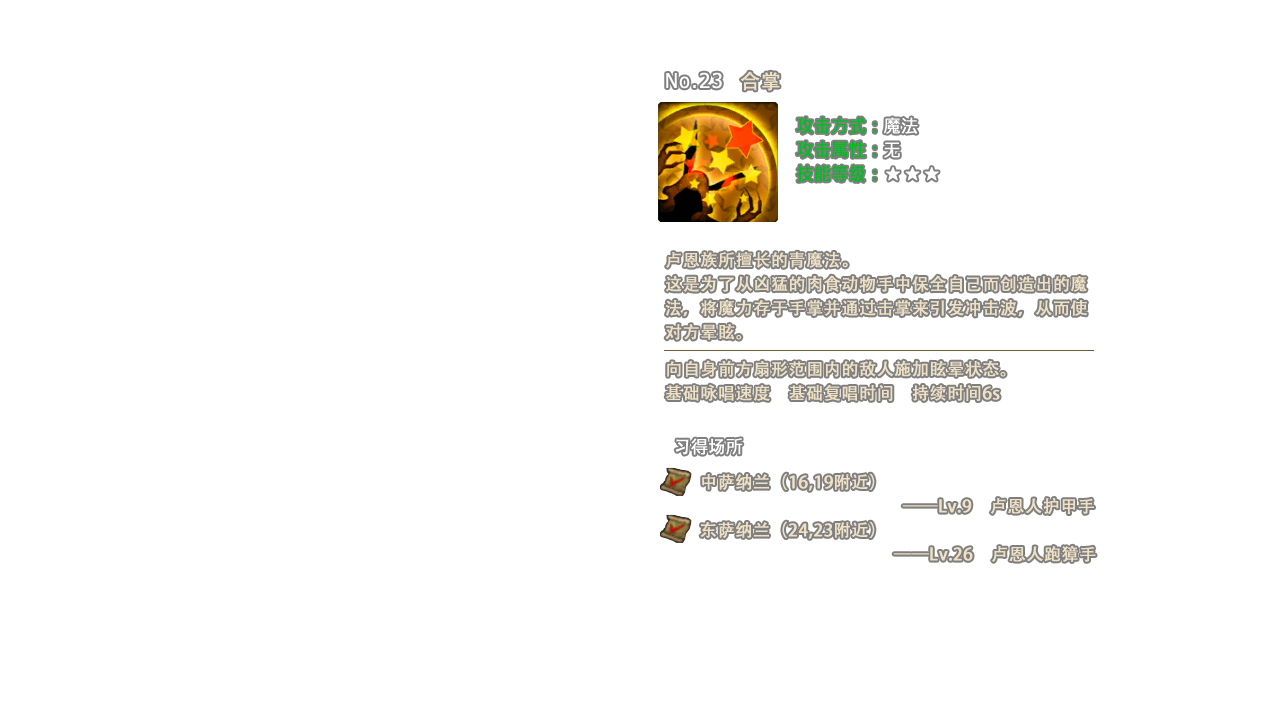 No.23 合掌
攻击方式：魔法
攻击属性：无
技能等级：☆☆☆
卢恩族所擅长的青魔法。
这是为了从凶猛的肉食动物手中保全自己而创造出的魔
法，将魔力存于手掌并通过击掌来引发冲击波，从而使
对方晕眩。
向自身前方扇形范围内的敌人施加眩晕状态。
基础咏唱速度 基础复唱时间 持续时间6s
习得场所
中萨纳兰（16,19附近）
——Lv.9 卢恩人护甲手
东萨纳兰（24,23附近）
——Lv.26 卢恩人跑獐手